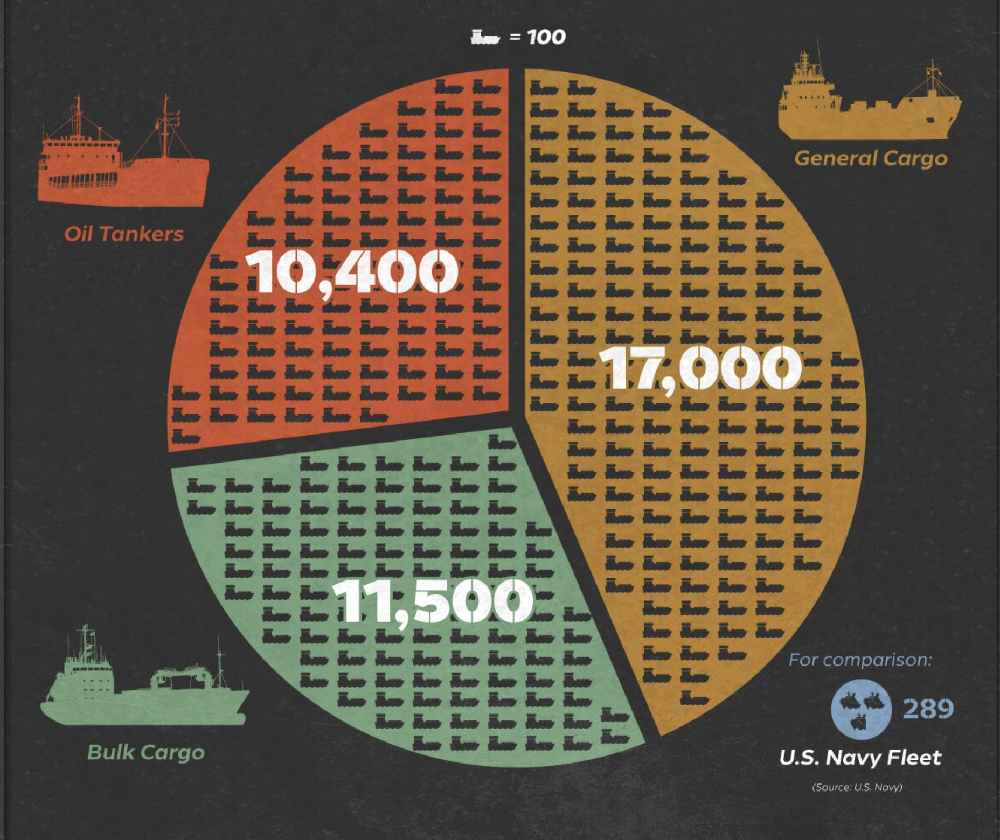 = 100
General Cargo
Oil Tankers
10,400
17,000
11,500
For comparison:
289
Bulk Cargo
U.S. Navy Fleet
(Source: U.S. Navy)